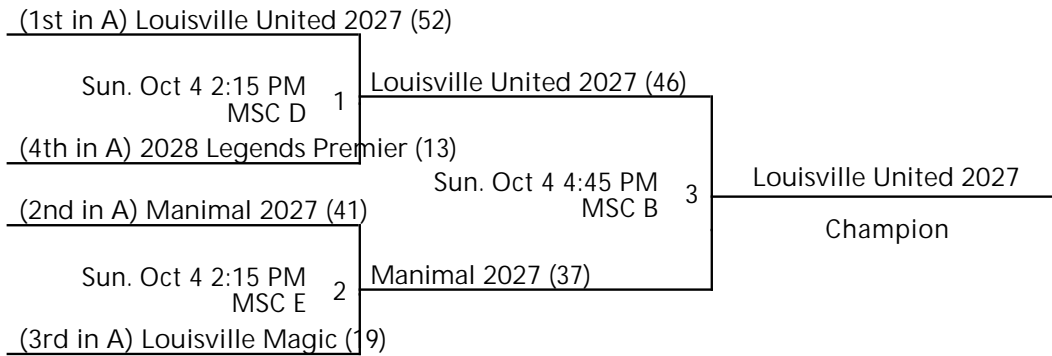 (1st in A) Louisville United 2027 (52)
Sun. Oct 4 2:15 PM
MSC D
1
Louisville United 2027 (46)
(4th in A) 2028 Legends Premier (13)
Sun. Oct 4 4:45 PM
MSC B
3
Louisville United 2027
Champion
(2nd in A) Manimal 2027 (41)
Sun. Oct 4 2:15 PM
MSC E
2
Manimal 2027 (37)
(3rd in A) Louisville Magic (19)